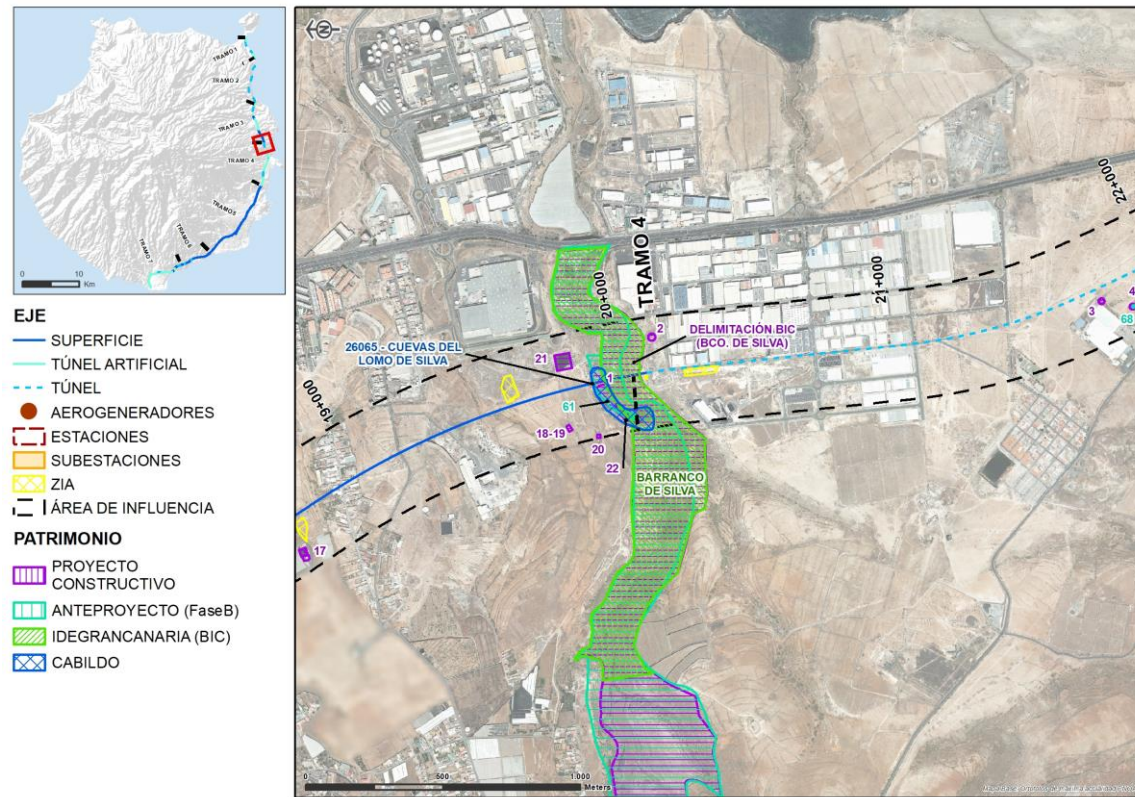 TRAMO 1
TRAMO 2
TRAMO 3
TRAMO 4
TRAMO 5
TRAMO 6
TRAMO 7
0 10
Km
EJE
SUPERFICIE
TÚNEL ARTIFICIAL
TÚNEL
AEROGENERADORES
ESTACIONES
SUBESTACIONES
ZIA
ÁREA DE INFLUENCIA
PATRIMONIO
PROYECTO
CONSTRUCTIVO
ANTEPROYECTO (FaseB)
IDEGRANCANARIA (BIC)
CABILDO
N
22+000
TRAMO 4
20+000
21+000
3
4
68
2
DELIMITACIÓN BIC
(BCO. DE SILVA)
26065 - CUEVAS DEL
LOMO DE SILVA
21
1
19+000
61
18-19
20
22
BARRANCO
DE SILVA
17
0 500 1.000
Meters